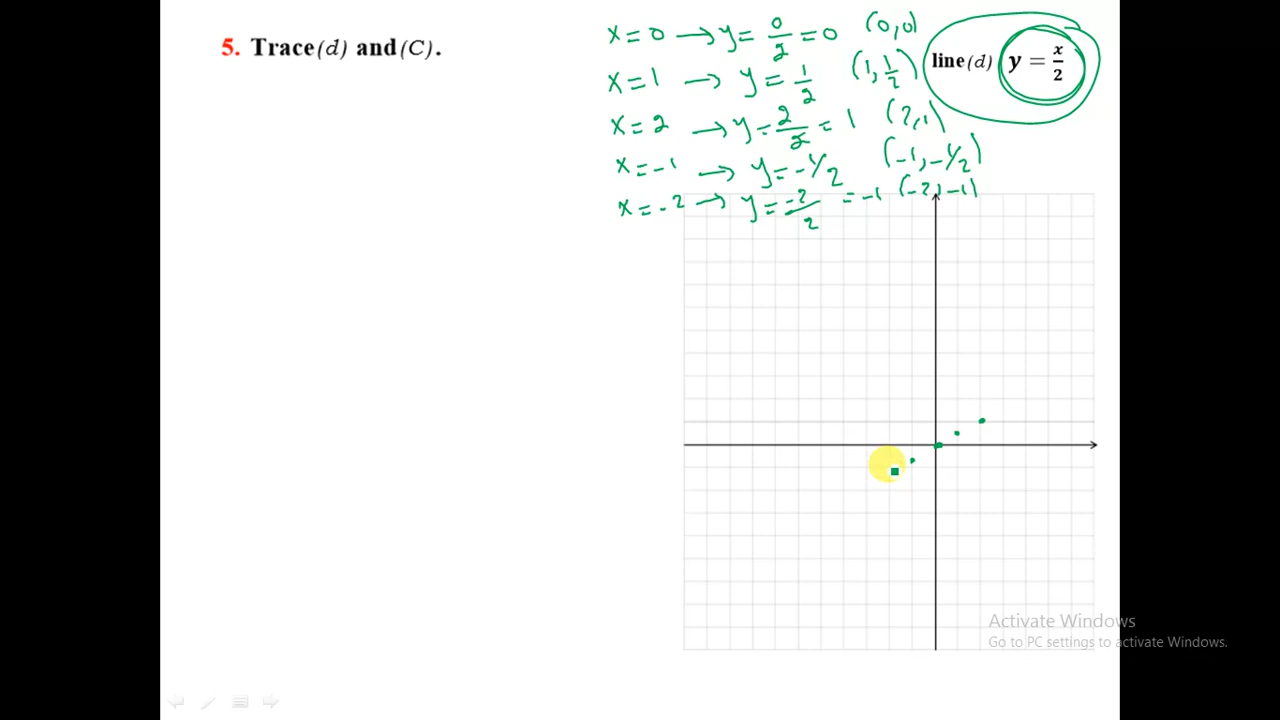 5. Trace (d) and (C).
x=0 → y= 0/2 = 0 (0,0)
line (d) y = x/2
x=1 → y= 1/2 (1, 1/2)
x=2 → y= 2/2 = 1 (2,1)
x=-1 → y=-1/2 (-1,-1/2)
x=-2 → y= -2/2 = -1 (-2,-1)
Activate Windows
Go to PC settings to activate Windows.